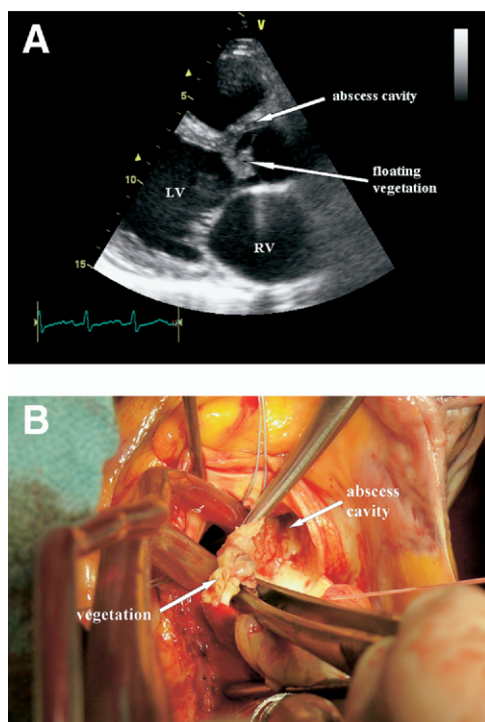 A
V
abscess cavity
5
floating
vegetation
10
LV
RV
15
B
abscess
cavity
vegetation